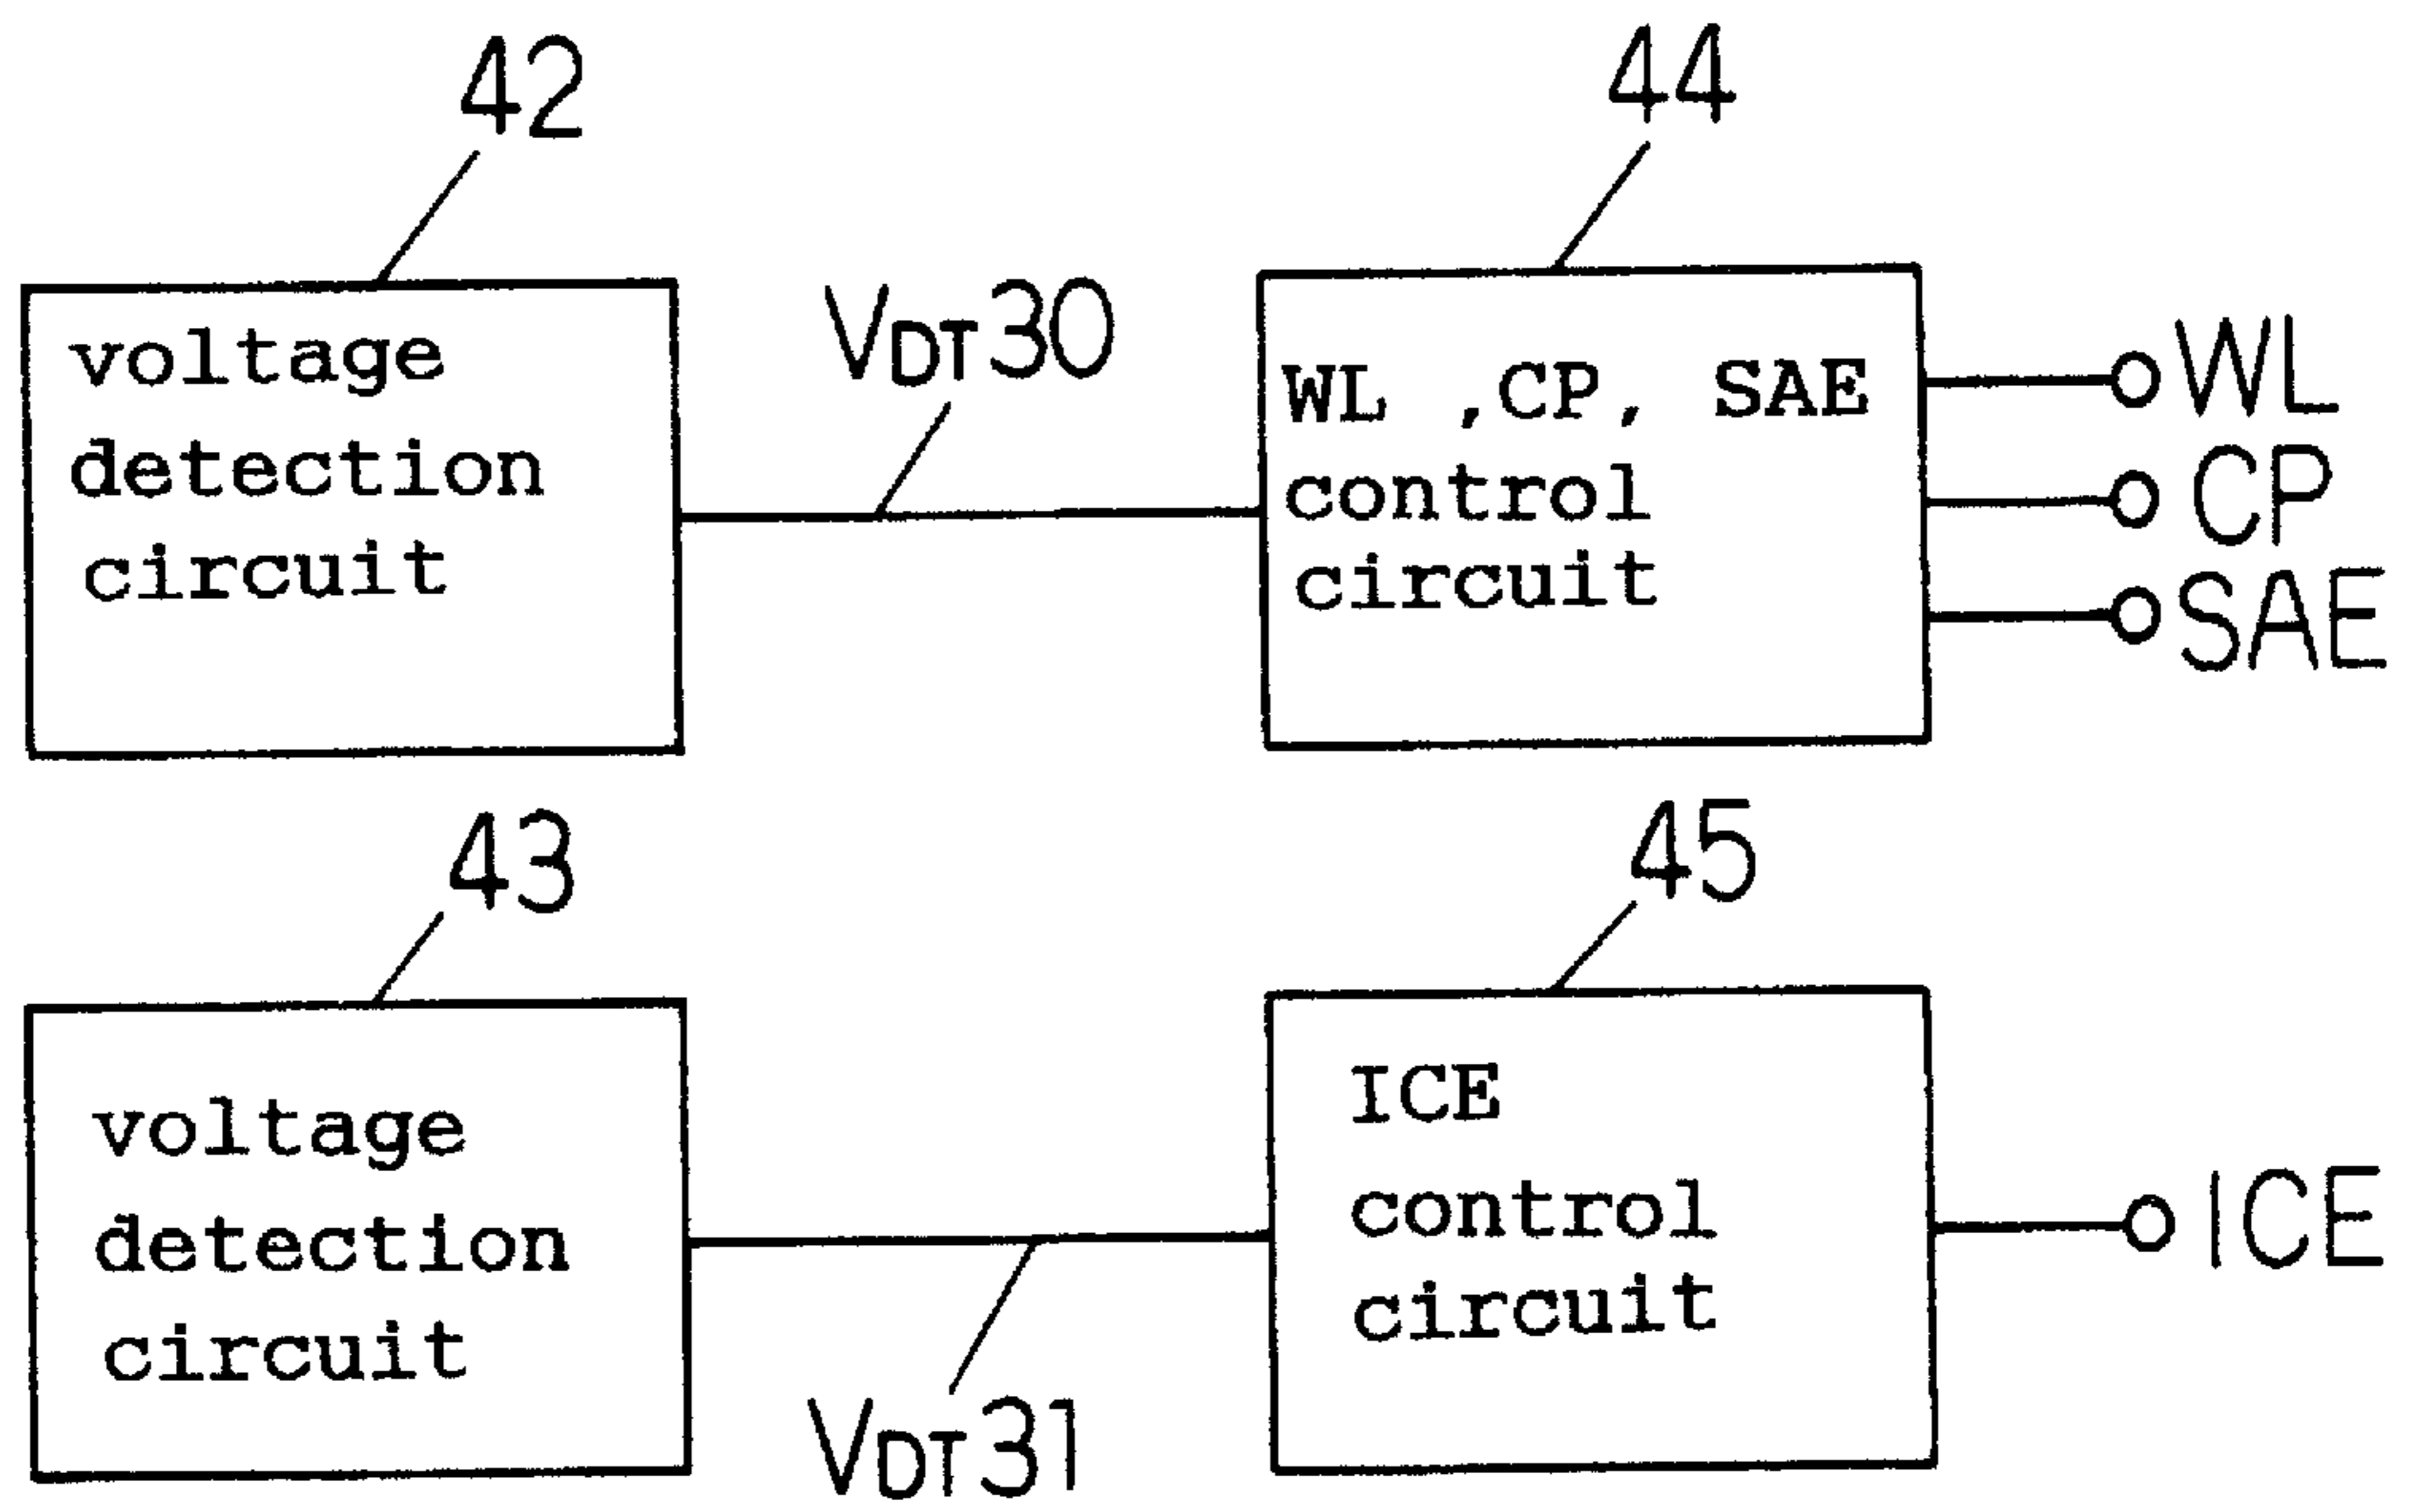 42
44
voltage
detection
circuit
VDT30
WL ,CP, SAE
control
circuit
WL
CP
SAE
43
45
voltage
detection
circuit
VDT31
ICE
control
circuit
ICE